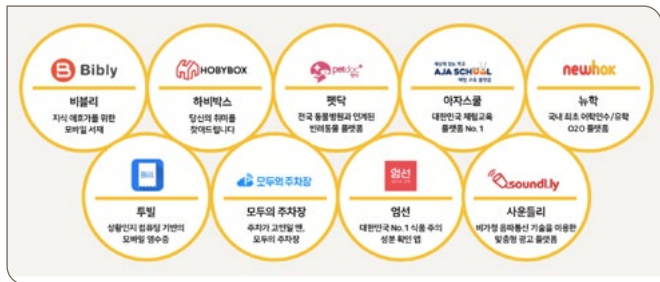 Bibly
비블리
지식 애호가를 위한
모바일 서재
HOBYBOX
하비박스
당신의 취미를
찾아드립니다
petdoc
펫닥
전국 동물병원과 연계된
반려동물 플랫폼
AJA SCHOOL
아자스쿨
대한민국 체험교육
플랫폼 No.1
newhak
뉴학
국내 최초 어학연수/유학
O2O 플랫폼
투빌
상황인지 컴퓨팅 기반의
모바일 영수증
모두의 주차장
모두의 주차장
주차가 고민일 땐,
모두의 주차장
엄선
엄선
대한민국 No.1 식품 주의
성분 확인 앱
soundl.ly
사운들리
비가청 음파통신 기술을 이용한
맞춤형 광고 플랫폼